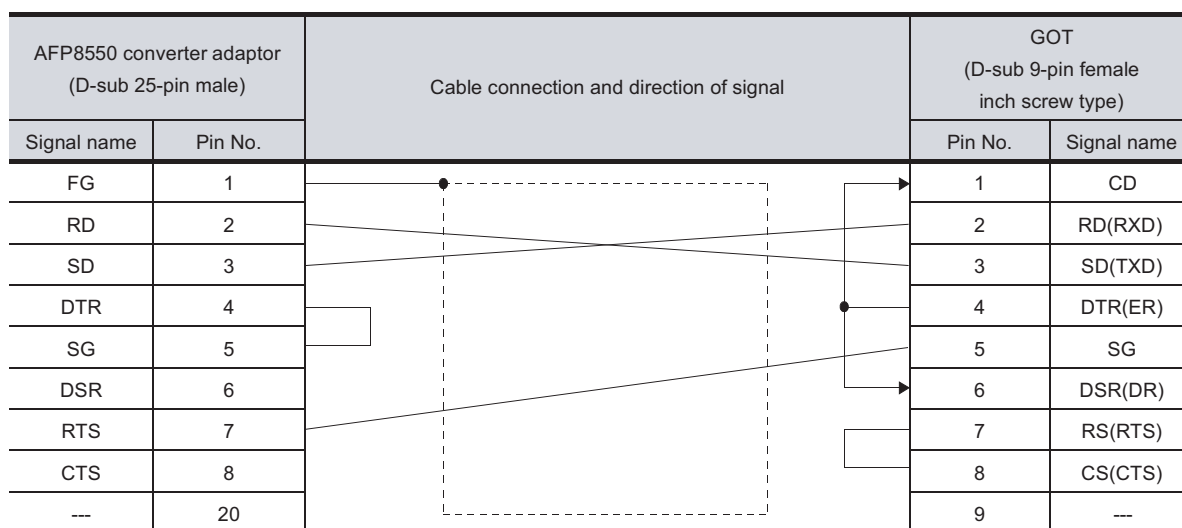 AFP8550 converter adaptor
(D-sub 25-pin male)
Cable connection and direction of signal
GOT
(D-sub 9-pin female
inch screw type)
Signal name Pin No. Pin No. Signal name
FG 1 1 CD
RD 2 2 RD(RXD)
SD 3 3 SD(TXD)
DTR 4 4 DTR(ER)
SG 5 5 SG
DSR 6 6 DSR(DR)
RTS 7 7 RS(RTS)
CTS 8 8 CS(CTS)
--- 20 9 ---